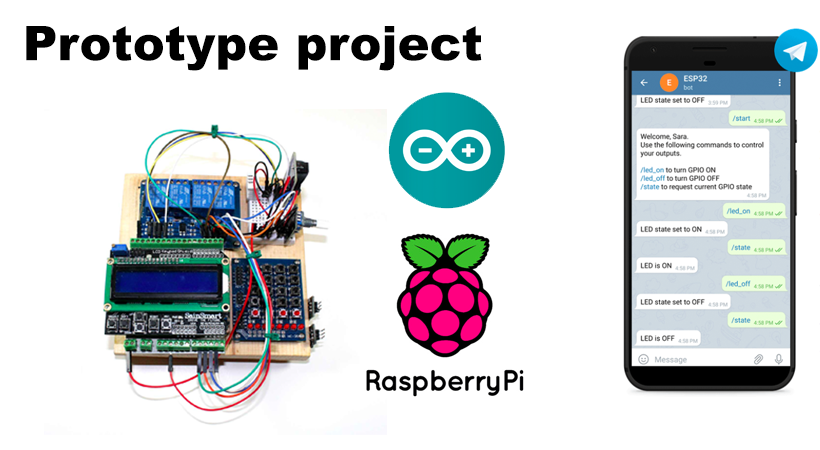 Prototype project
ESP32
bot
LED state set to OFF 3:59 PM
/start 4:58 PM
Welcome, Sara.
Use the following commands to control
your outputs.
/led_on to turn GPIO ON
/led_off to turn GPIO OFF
/state to request current GPIO state
4:58 PM
/led_on 4:58 PM
LED state set to ON 4:58 PM
/state 4:58 PM
LED is ON 4:58 PM
/led_off 4:58 PM
LED state set to OFF 4:58 PM
/state 4:58 PM
LED is OFF 4:58 PM
Message
SainSmart
RaspberryPi